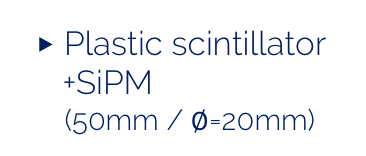 ▶ Plastic scintillator
+SiPM
(50mm / Ø=20mm)